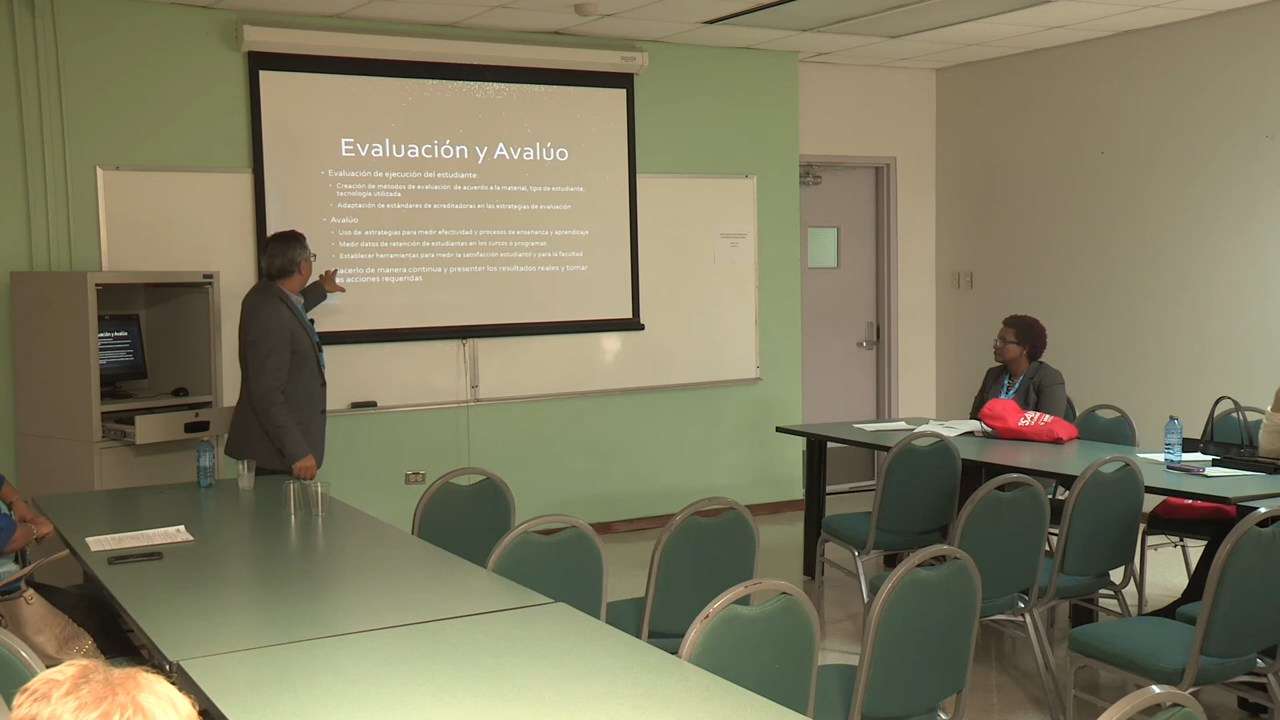 Evaluación y Avalúo
• Evaluación de ejecución del estudiante:
• Creación de métodos de evaluación de acuerdo a la material, tipo de estudiante,
tecnología utilizada.
• Adaptación de estándares de acreditadoras en las estrategias de evaluación
• Avalúo
• Uso de estrategias para medir efectividad y procesos de enseñanza y aprendizaje
• Medir datos de retención de estudiantes en los cursos o programas
• Establecer herramientas para medir la satisfacción estudiantil y para la facultad
acerlo de manera continua y presentar los resultados reales y tomar
as acciones requeridas.